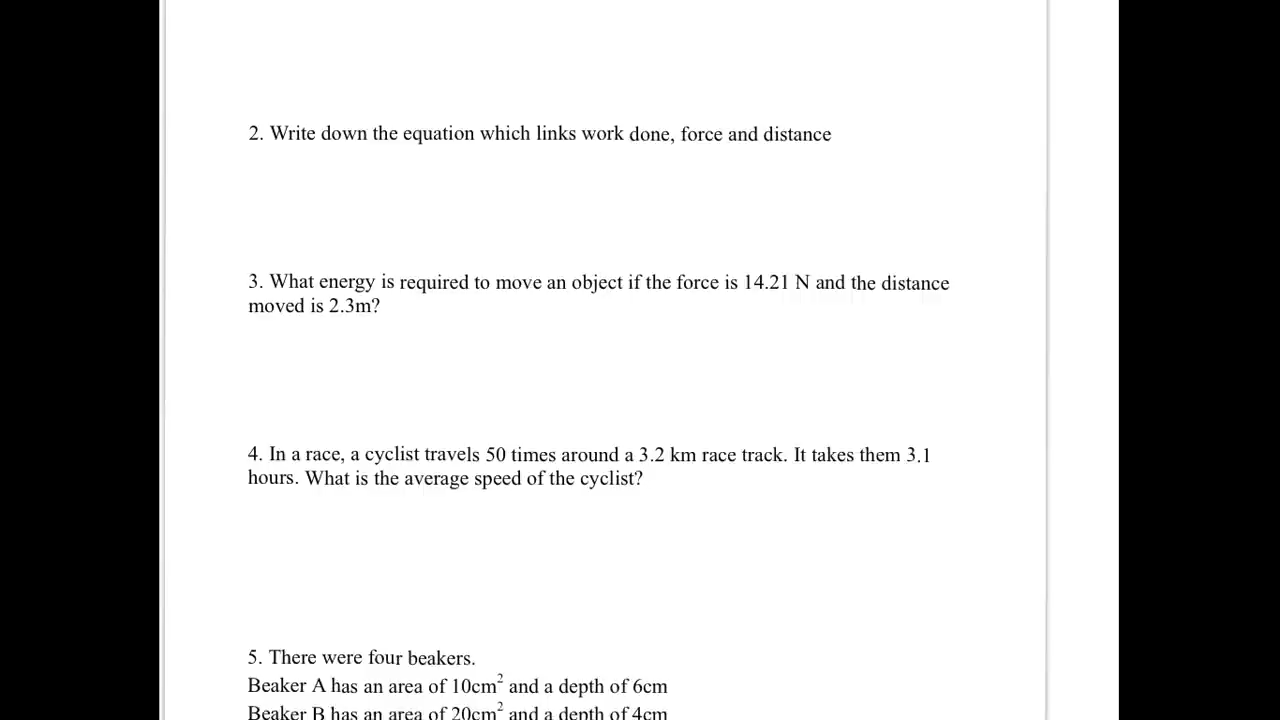 2. Write down the equation which links work done, force and distance
3. What energy is required to move an object if the force is 14.21 N and the distance
moved is 2.3m?
4. In a race, a cyclist travels 50 times around a 3.2 km race track. It takes them 3.1
hours. What is the average speed of the cyclist?
5. There were four beakers.
Beaker A has an area of 10cm² and a depth of 6cm
Beaker B has an area of 20cm² and a depth of 4cm